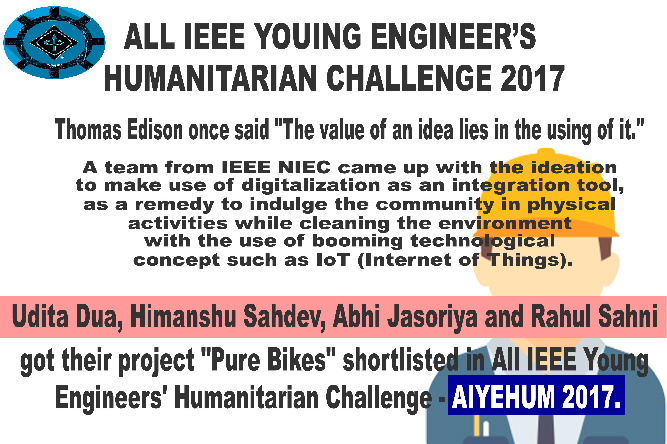 ALL IEEE YOUING ENGINEER'S
HUMANITARIAN CHALLENGE 2017
Thomas Edison once said "The value of an idea lies in the using of it."
A team from IEEE NIEC came up with the ideation
to make use of digitalization as an integration tool,
as a remedy to indulge the community in physical
activities while cleaning the environment
with the use of booming technological
concept such as IoT (Internet of Things).
Udita Dua, Himanshu Sahdev, Abhi Jasoriya and Rahul Sahni
got their project "Pure Bikes" shortlisted in All IEEE Young
Engineers' Humanitarian Challenge - AIYEHUM 2017.